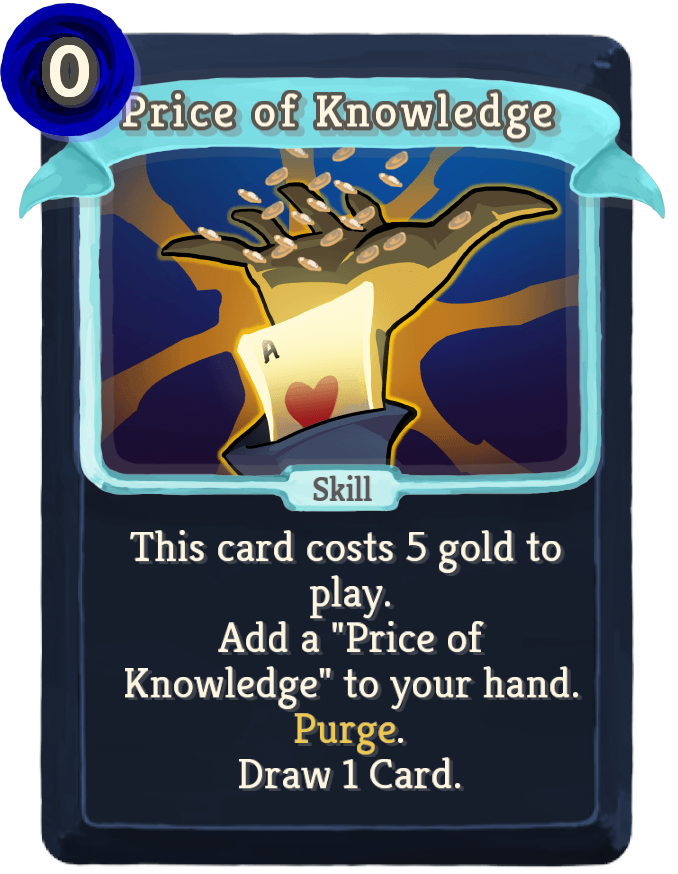 0
Price of Knowledge
A
Skill
This card costs 5 gold to
play.
Add a "Price of
Knowledge" to your hand.
Purge.
Draw 1 Card.